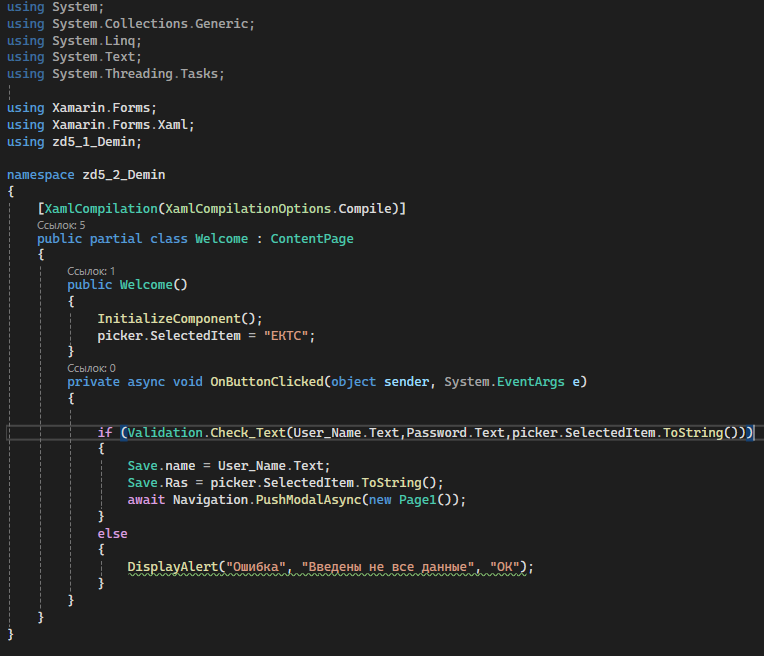 using System;
using System.Collections.Generic;
using System.Linq;
using System.Text;
using System.Threading.Tasks;
using Xamarin.Forms;
using Xamarin.Forms.Xaml;
using zd5_1_Demin;
namespace zd5_2_Demin
{
[XamlCompilation(XamlCompilationOptions.Compile)]
Ссылок: 5
public partial class Welcome : ContentPage
{
Ссылок: 1
public Welcome()
{
InitializeComponent();
picker.SelectedItem = "ЕКТС";
}
Ссылок: 0
private async void OnButtonClicked(object sender, System.EventArgs e)
{
if (Validation.Check_Text(User_Name.Text,Password.Text,picker.SelectedItem.ToString()))
{
Save.name = User_Name.Text;
Save.Ras = picker.SelectedItem.ToString();
await Navigation.PushModalAsync(new Page1());
}
else
{
DisplayAlert("Ошибка", "Введены не все данные", "ОК");
}
}
}
}